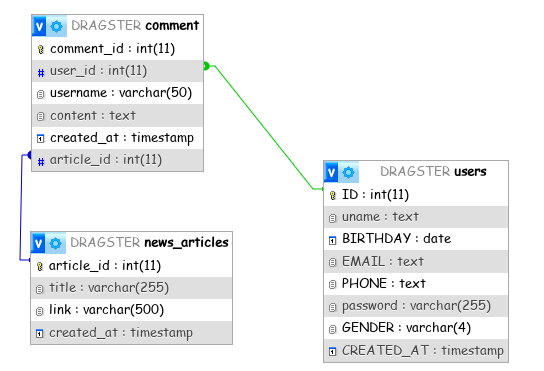 v DRAGSTER comment
comment_id : int(11)
# user_id : int(11)
username : varchar(50)
content : text
created_at : timestamp
# article_id : int(11)
v DRAGSTER news_articles
article_id : int(11)
title : varchar(255)
link : varchar(500)
created_at : timestamp
v DRAGSTER users
ID : int(11)
uname : text
BIRTHDAY : date
EMAIL : text
PHONE : text
password : varchar(255)
GENDER : varchar(4)
CREATED_AT : timestamp